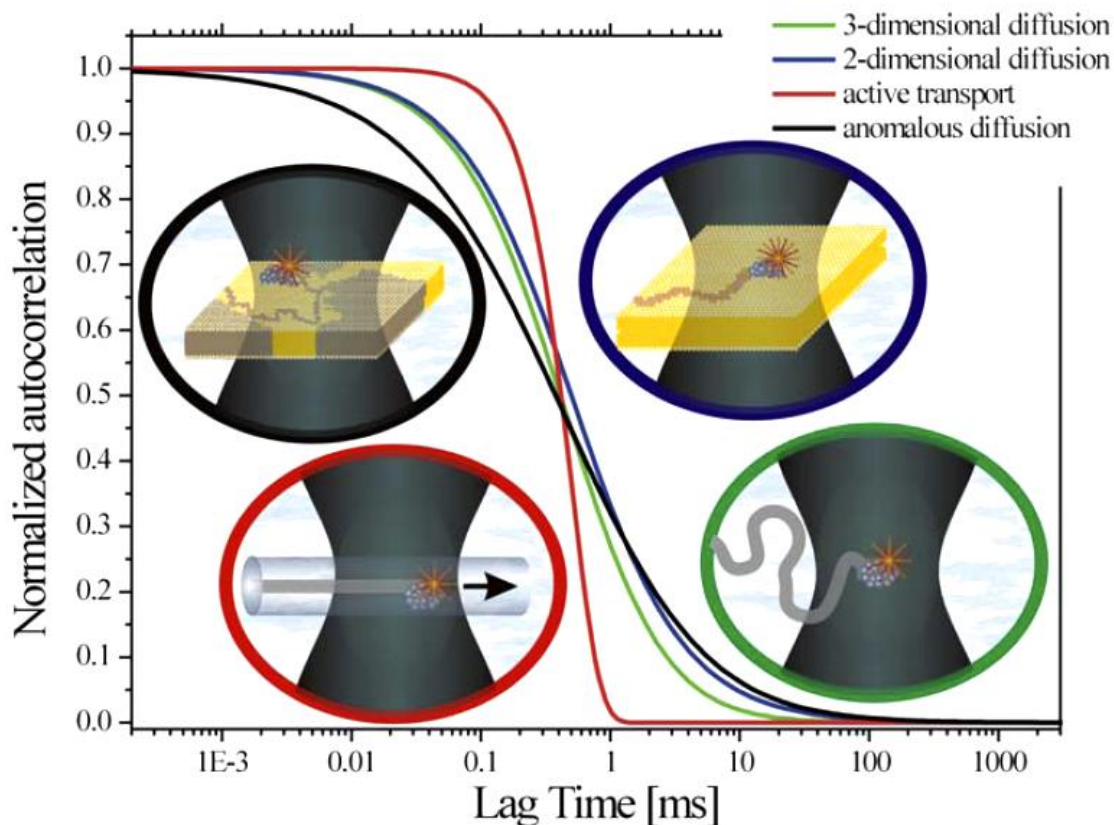 3-dimensional diffusion
2-dimensional diffusion
active transport
anomalous diffusion
Normalized autocorrelation
1.0
0.9
0.8
0.7
0.6
0.5
0.4
0.3
0.2
0.1
0.0
1E-3 0.01 0.1 1 10 100 1000
Lag Time [ms]